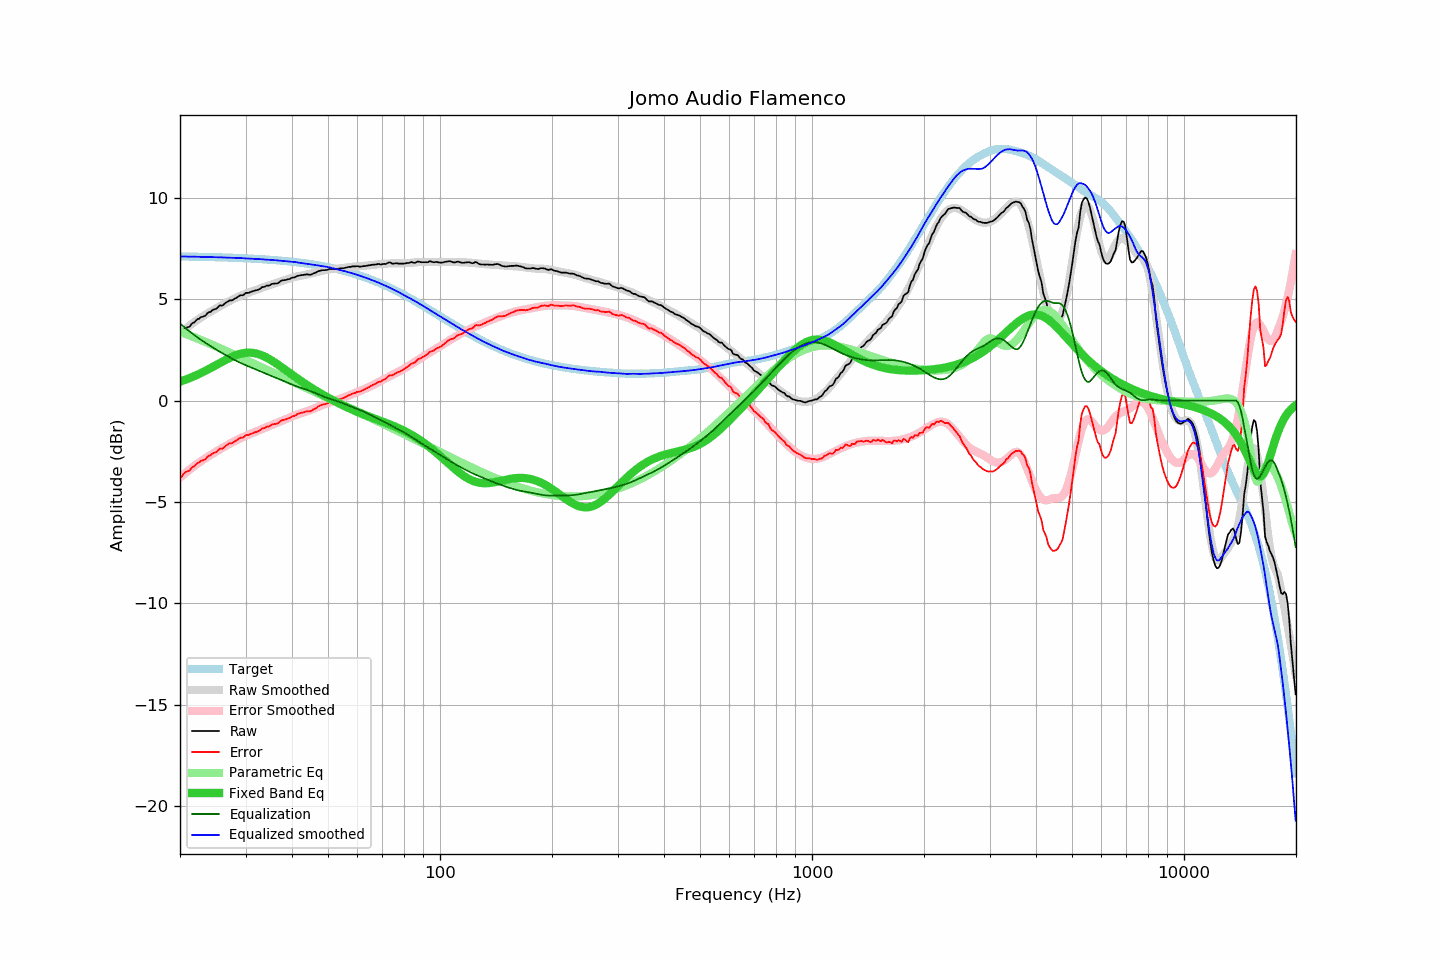 Jomo Audio Flamenco
Amplitude (dBr)
10
5
0
−5
−10
−15
−20
Target
Raw Smoothed
Error Smoothed
Raw
Error
Parametric Eq
Fixed Band Eq
Equalization
Equalized smoothed
100
1000
10000
Frequency (Hz)